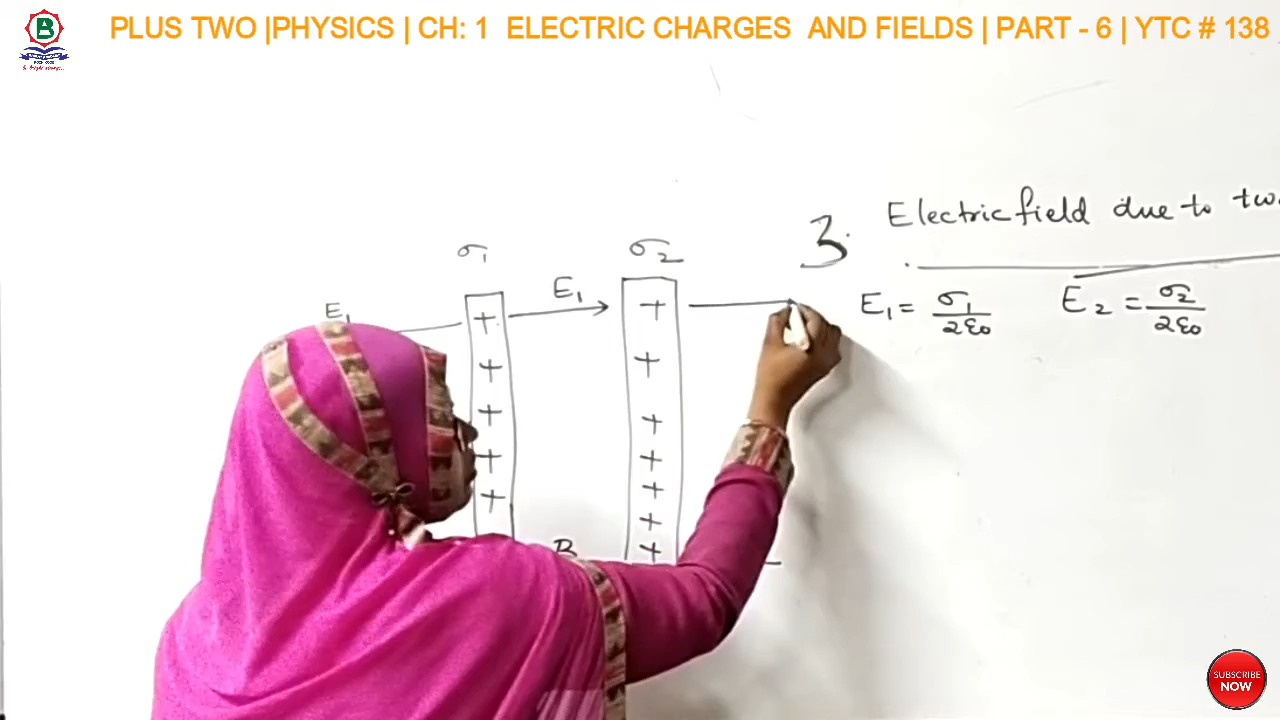 PLUS TWO |PHYSICS | CH: 1 ELECTRIC CHARGES AND FIELDS | PART - 6 | YTC # 138
B
3. Electric field due to two
σ₁ σ₂
E₁ E₁
E₁ = σ₁/2ε₀ E₂ = σ₂/2ε₀
+ +
+ +
+ +
+ +
+ +
+
+
B
SUBSCRIBE
NOW